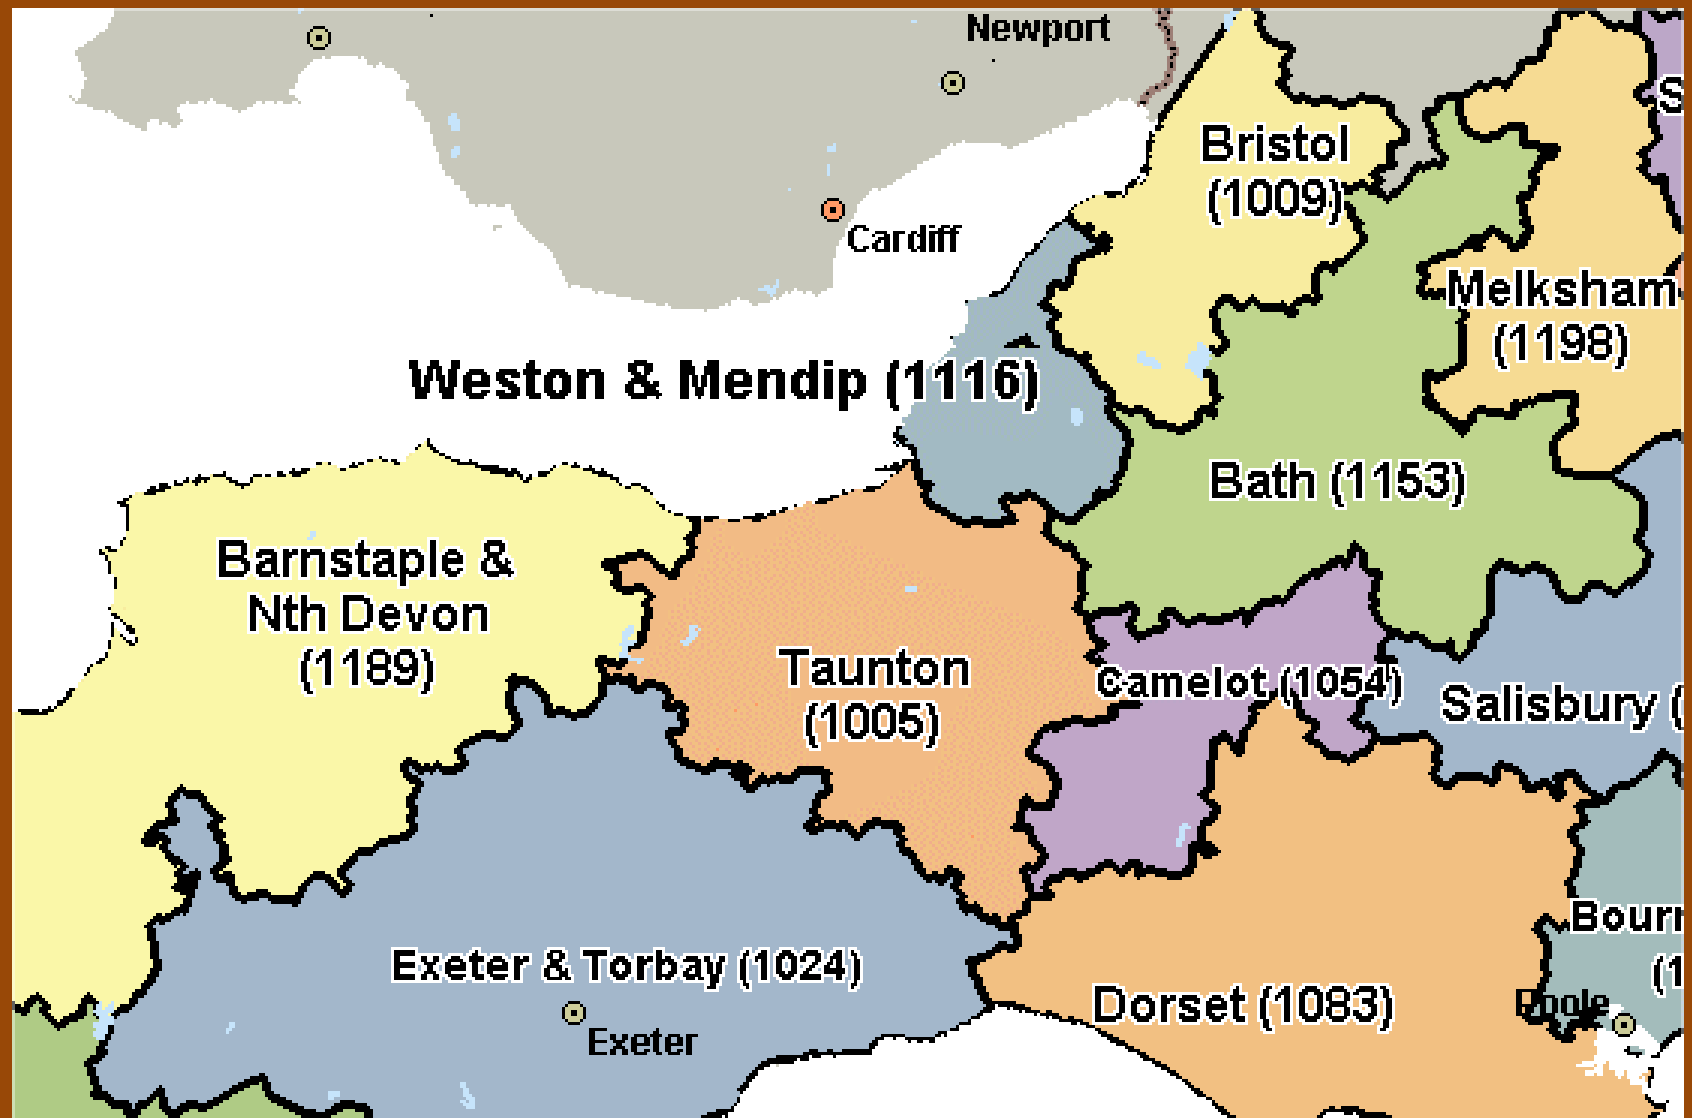 Newport
S
Bristol
(1009)
Cardiff
Melksham
(1198)
Weston & Mendip (1116)
Bath (1153)
Barnstaple &
Nth Devon
(1189)
Taunton
(1005)
Camelot (1054)
Salisbury (
Bourn
(1
Exeter & Torbay (1024)
Dorset (1083)
Poole
Exeter